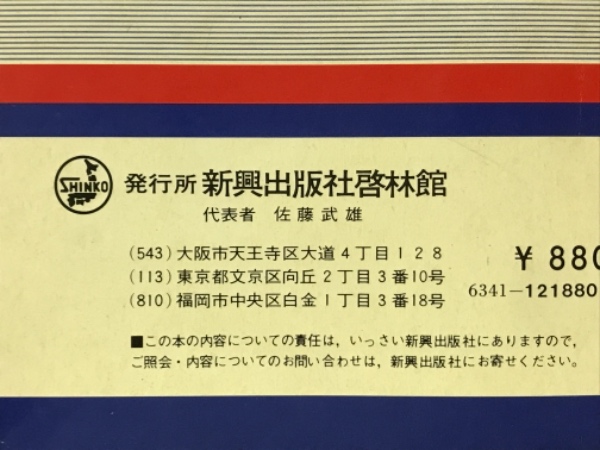 SHINKO
発行所 新興出版社啓林館
代表者 佐藤武雄
(543)大阪市天王寺区大道4丁目128
(113)東京都文京区向丘2丁目3番10号
(810)福岡市中央区白金1丁目3番18号
¥880
6341-121880
■この本の内容についての責任は,いっさい新興出版社にありますので,
ご照会・内容についてのお問い合わせは,新興出版社にお寄せください。